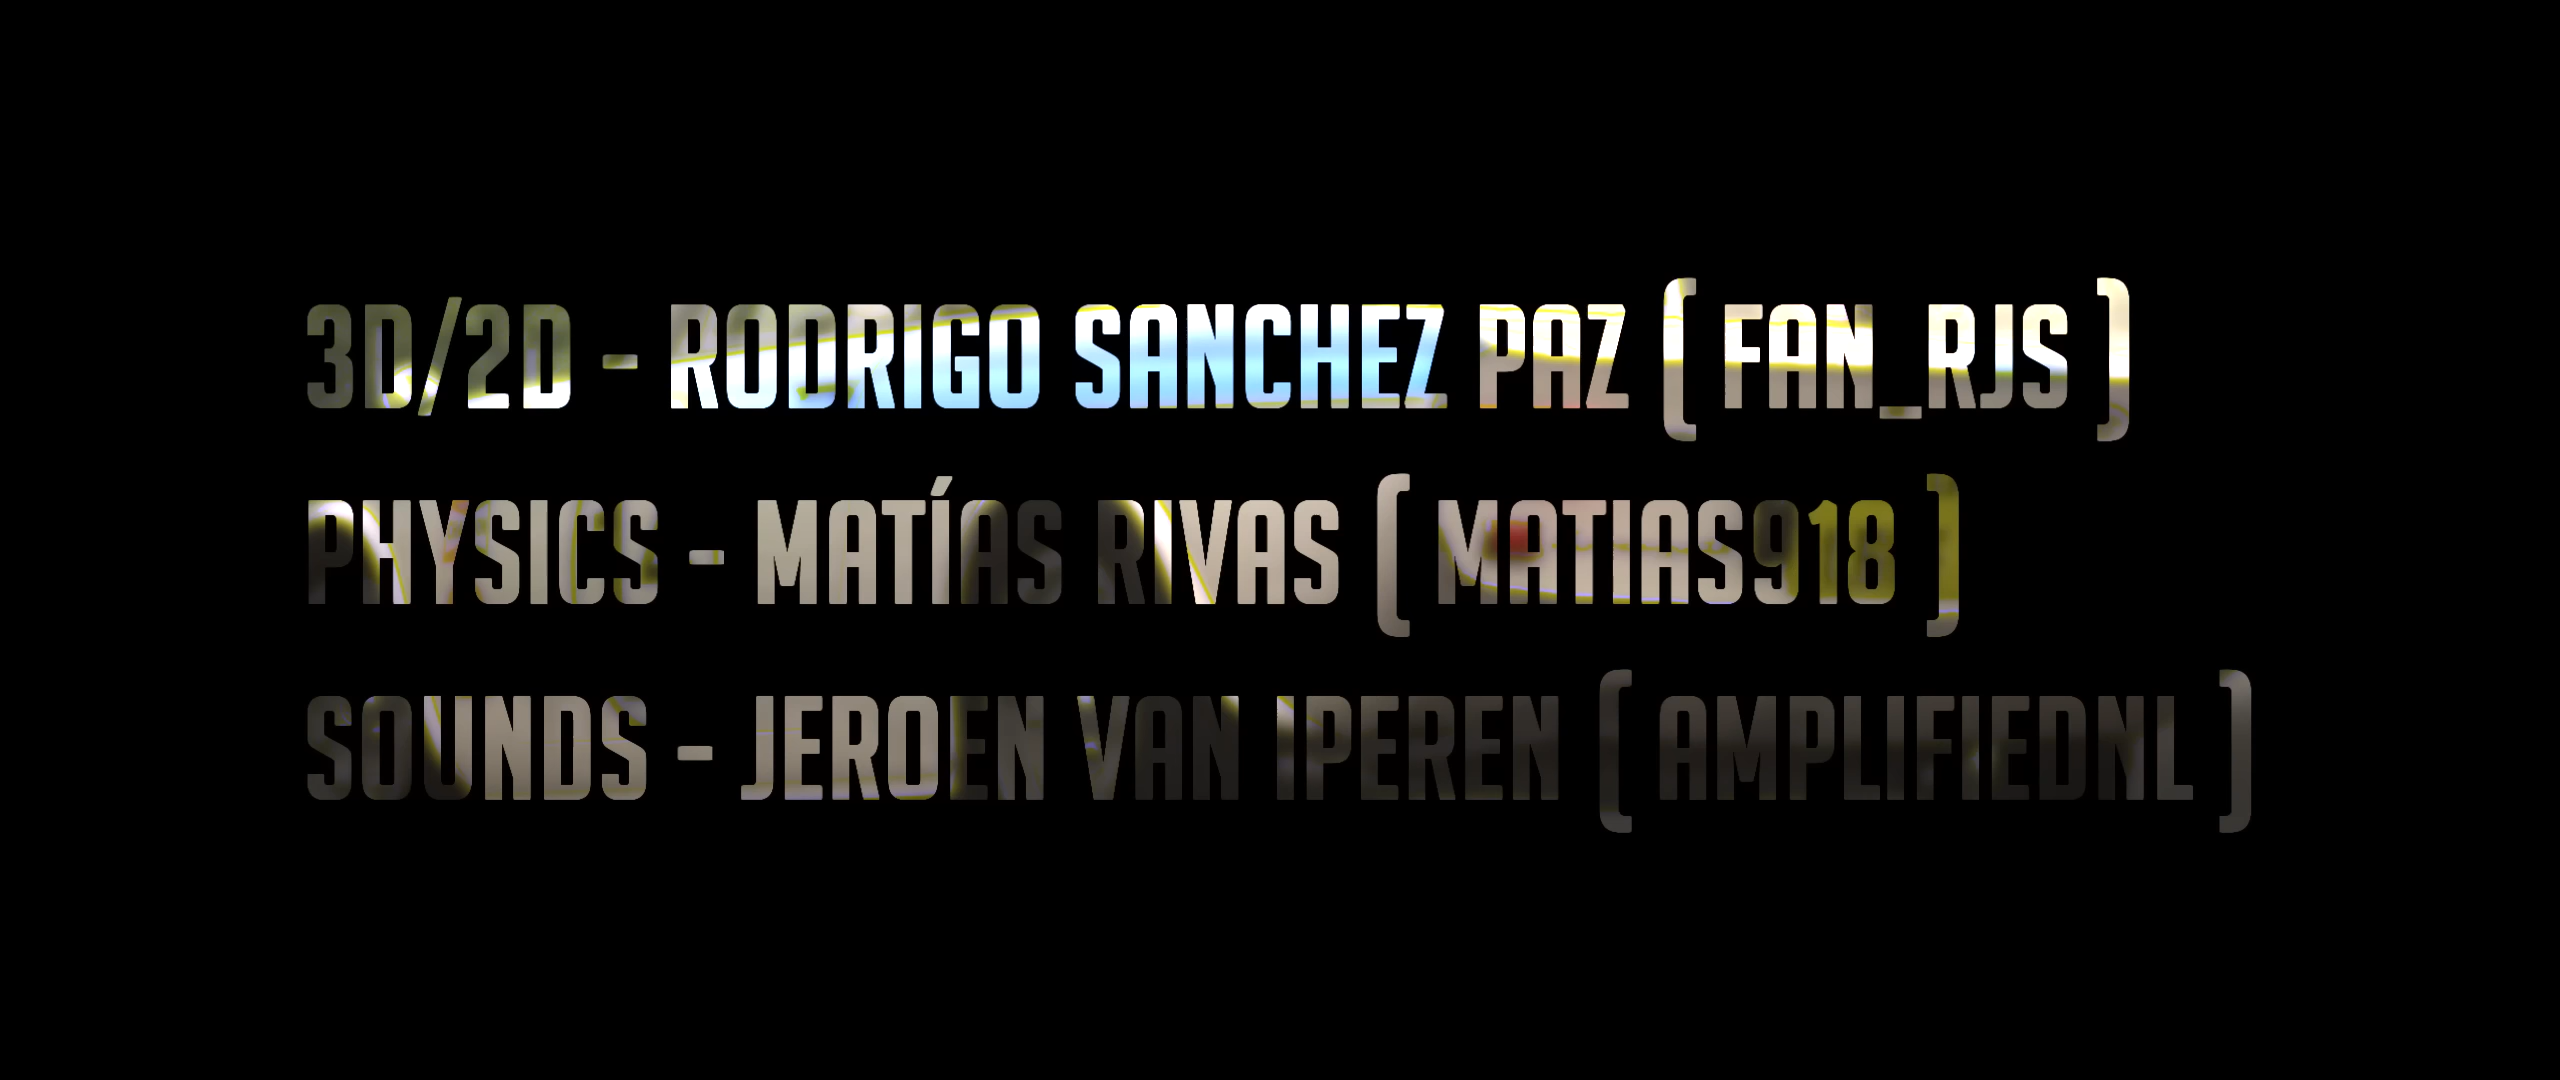 3D/2D - RODRIGO SANCHEZ PAZ ( FAN_RJS )
PHYSICS - MATÍAS RIVAS ( MATIAS918 )
SOUNDS - JEROEN VAN IPEREN ( AMPLIFIEDNL )